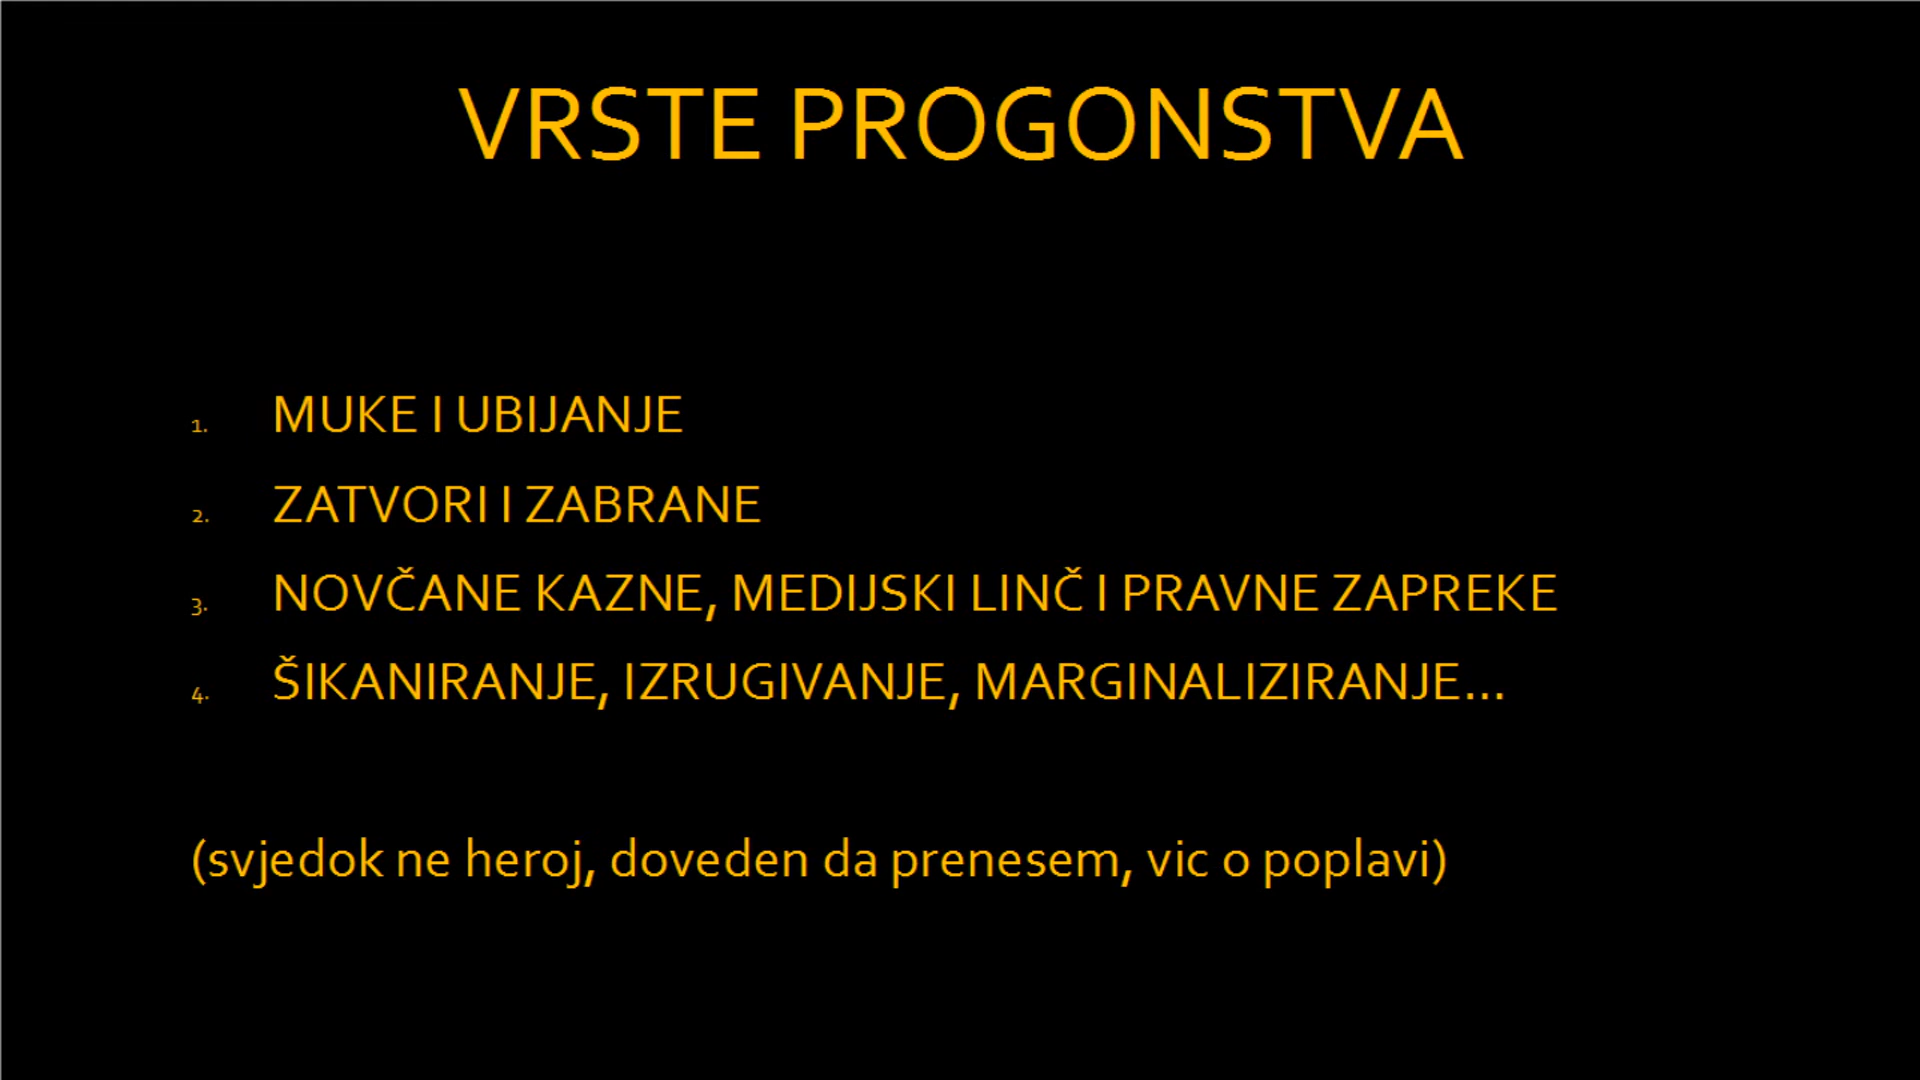 VRSTE PROGONSTVA
1. MUKE I UBIJANJE
2. ZATVORI I ZABRANE
3. NOVČANE KAZNE, MEDIJSKI LINČ I PRAVNE ZAPREKE
4. ŠIKANIRANJE, IZRUGIVANJE, MARGINALIZIRANJE...
(svjedok ne heroj, doveden da prenesem, vic o poplavi)